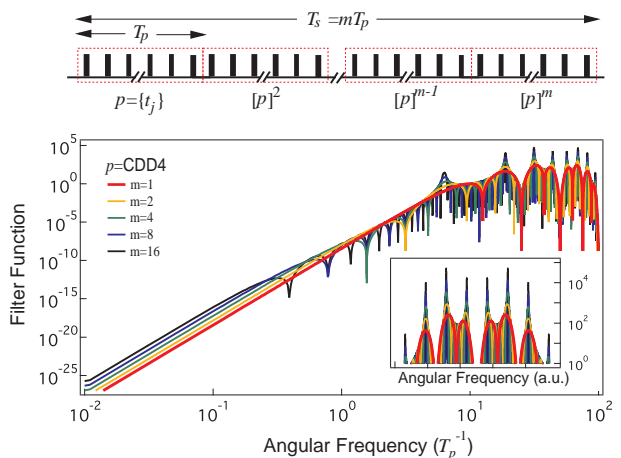 T_s=mT_p
T_p
p={t_j}
[p]^2
[p]^{m-1}
[p]^m
Filter Function
10^5
10^0
10^-5
10^-10
10^-15
10^-20
10^-25
p=CDD4
m=1
m=2
m=4
m=8
m=16
10^4
10^2
10^0
Angular Frequency (a.u.)
10^-2
10^-1
10^0
10^1
10^2
Angular Frequency (T_p^-1)